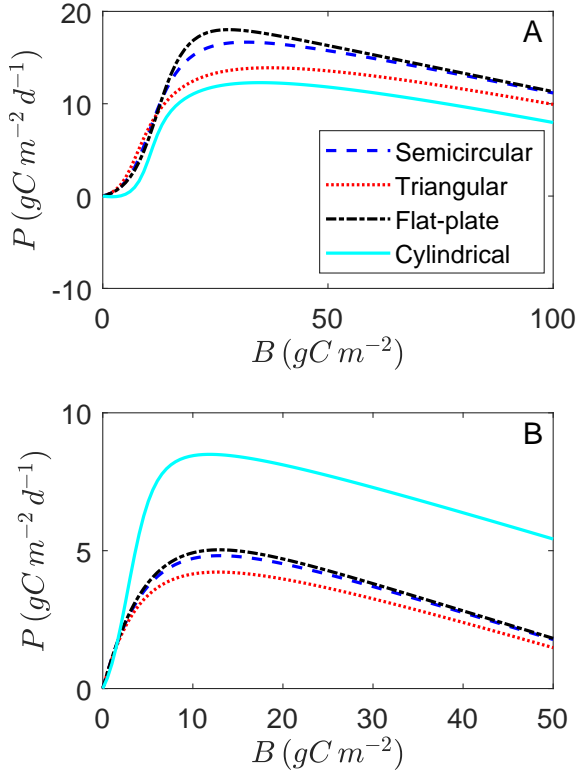 A
20
10
0
-10
P (gC m⁻² d⁻¹)
Semicircular
Triangular
Flat-plate
Cylindrical
0
50
100
B (gC m⁻²)
B
10
5
0
P (gC m⁻² d⁻¹)
0
10
20
30
40
50
B (gC m⁻²)